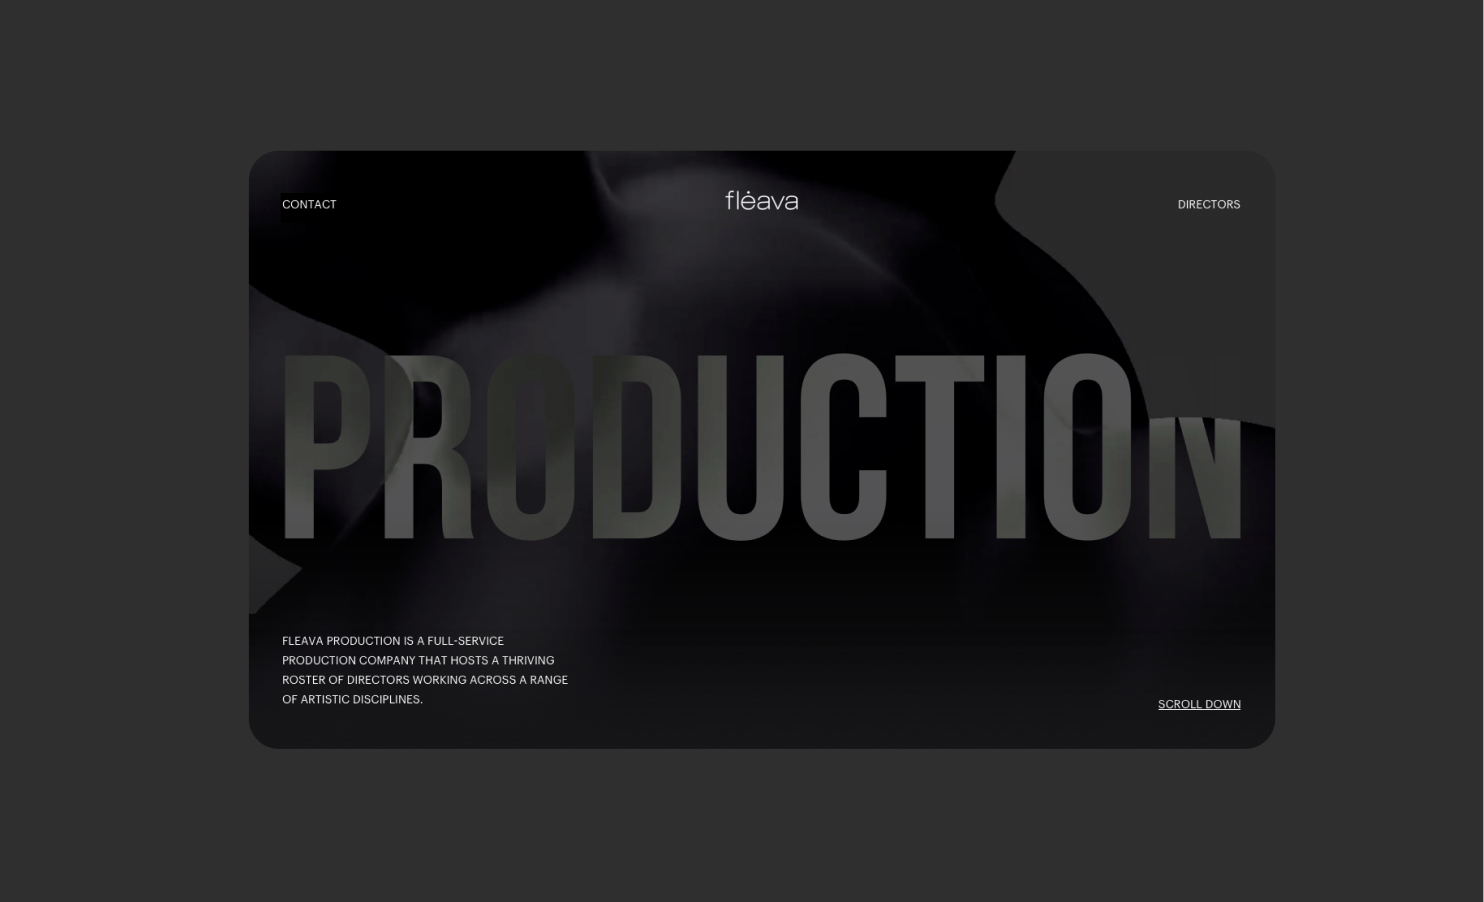 CONTACT
flėava
DIRECTORS
PRODUCTION
FLEAVA PRODUCTION IS A FULL-SERVICE
PRODUCTION COMPANY THAT HOSTS A THRIVING
ROSTER OF DIRECTORS WORKING ACROSS A RANGE
OF ARTISTIC DISCIPLINES.
SCROLL DOWN